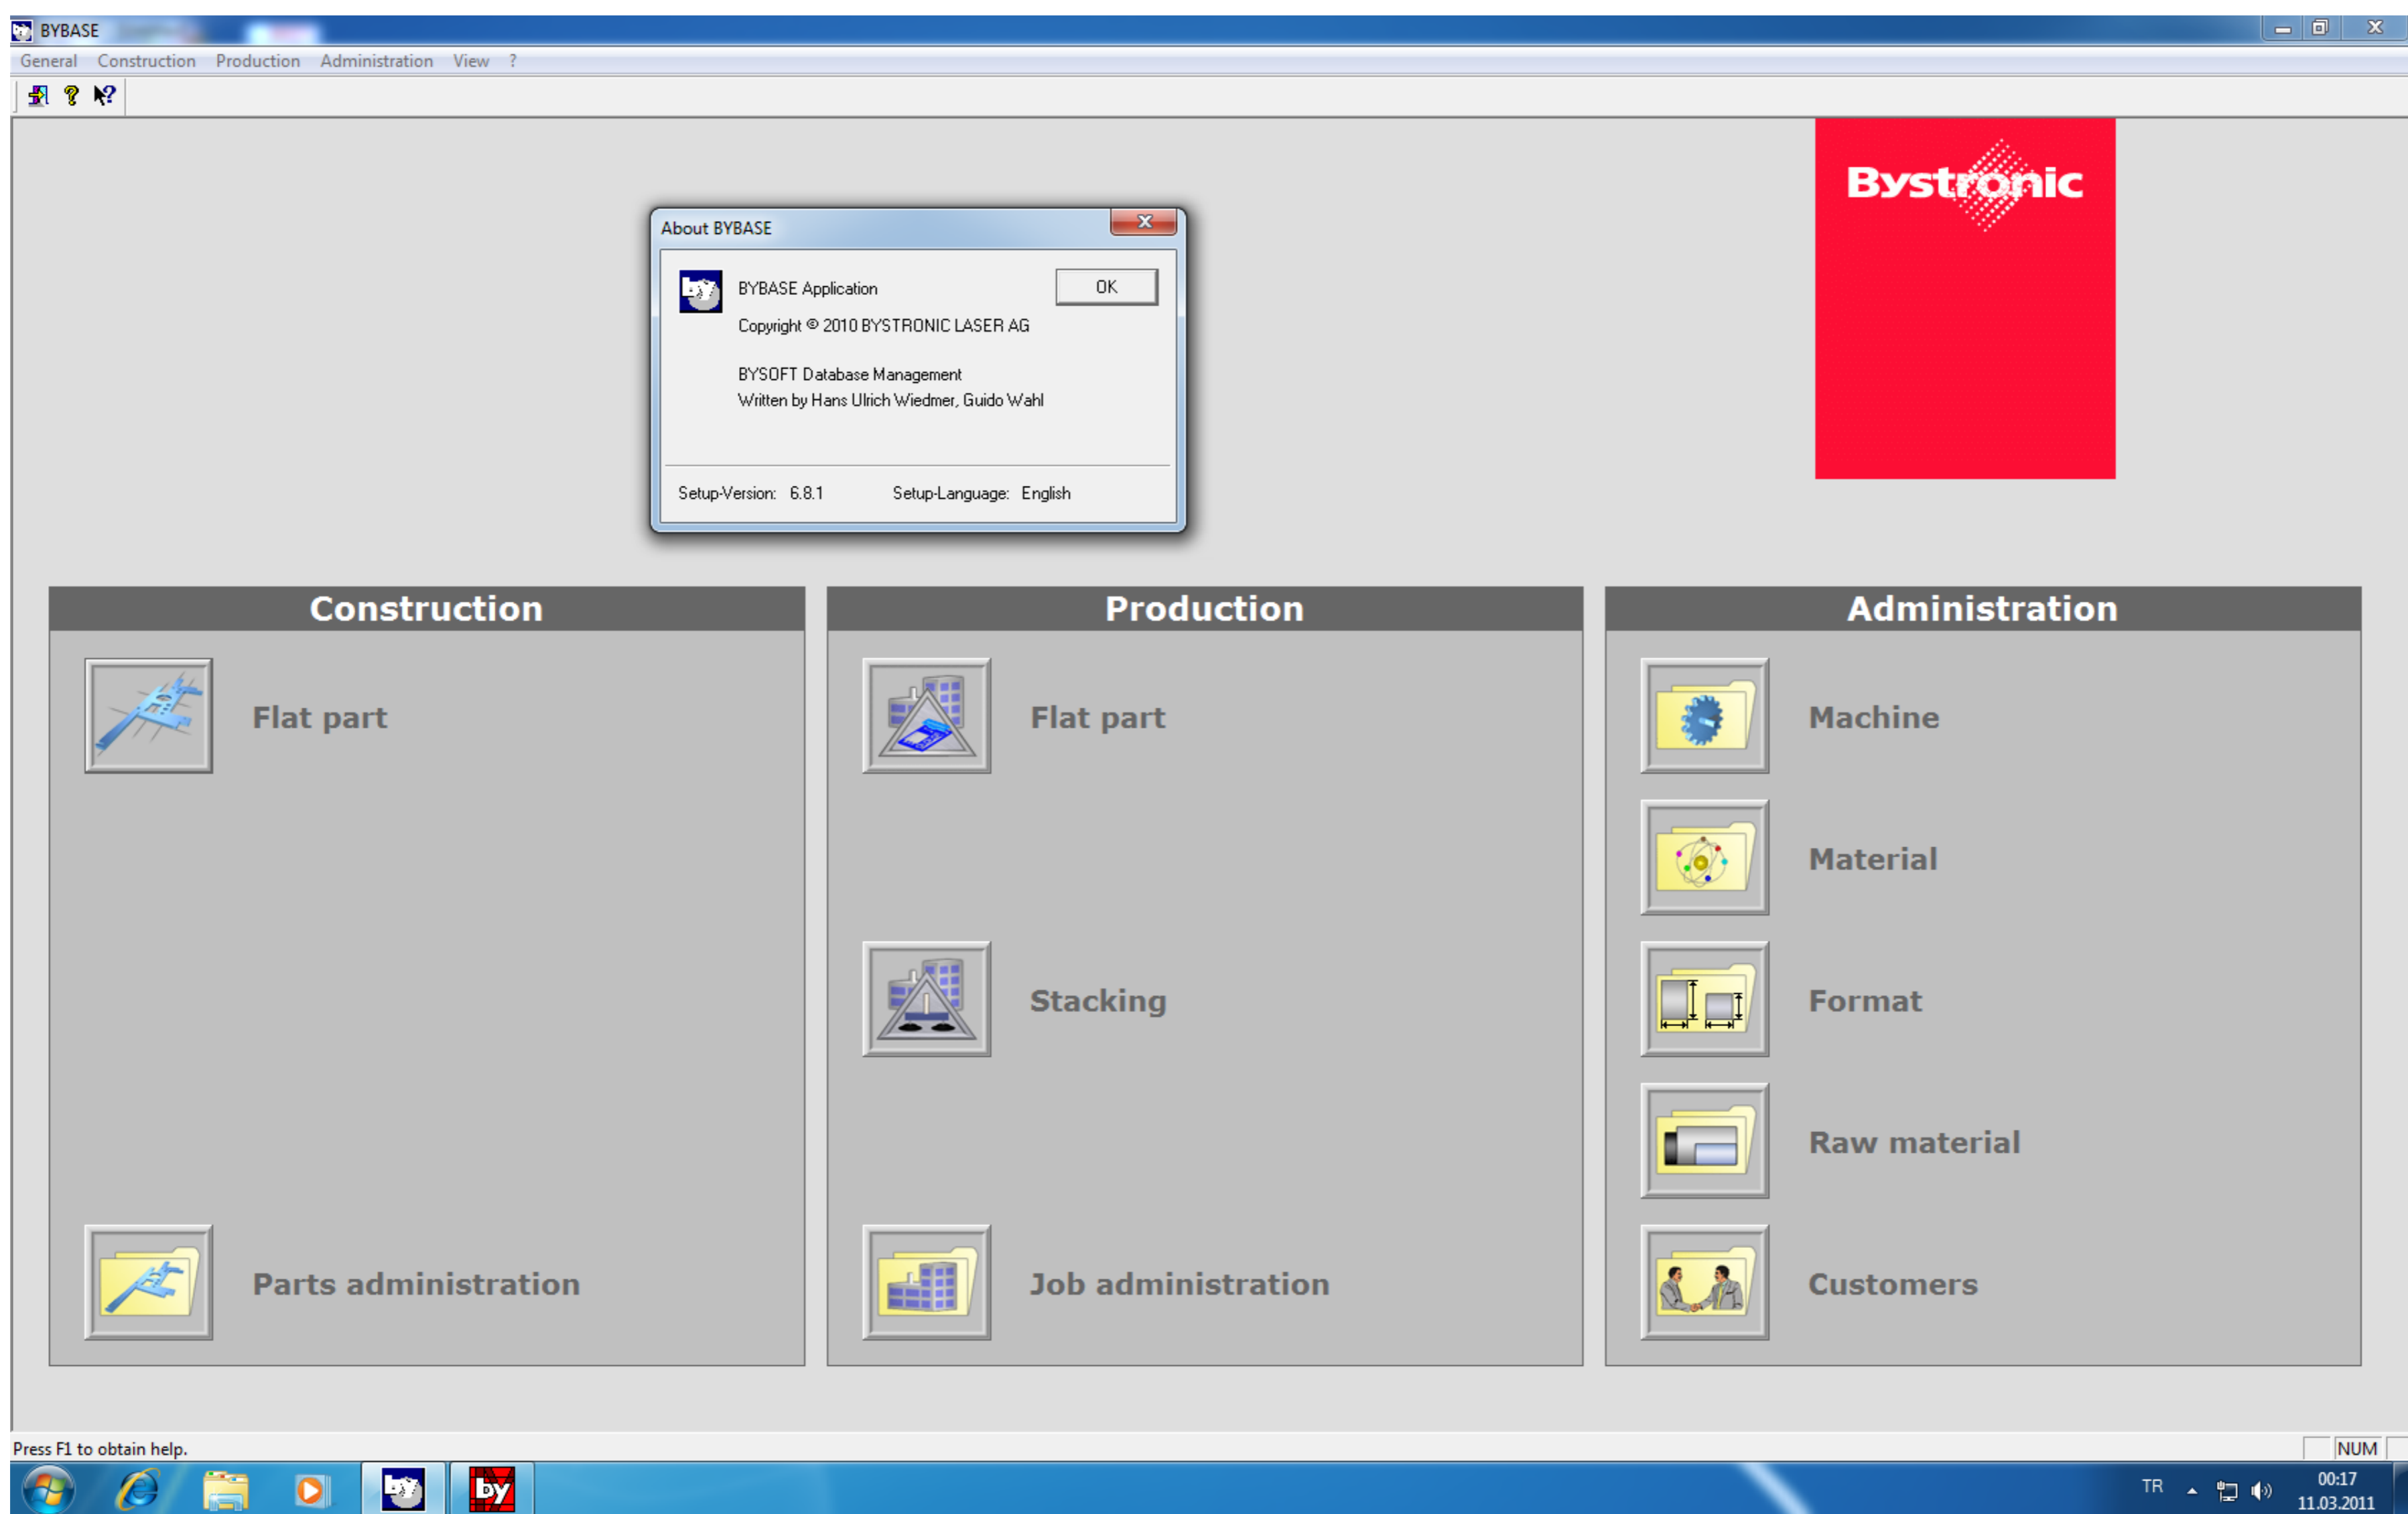 BYBASE
General Construction Production Administration View ?
Bystronic
About BYBASE
BYBASE Application
OK
Copyright © 2010 BYSTRONIC LASER AG
BYSOFT Database Management
Written by Hans Ulrich Wiedmer, Guido Wahl
Setup-Version: 6.8.1 Setup-Language: English
Construction
Flat part
Parts administration
Production
Flat part
Stacking
Job administration
Administration
Machine
Material
Format
Raw material
Customers
Press F1 to obtain help.
NUM
by
TR
00:17
11.03.2011